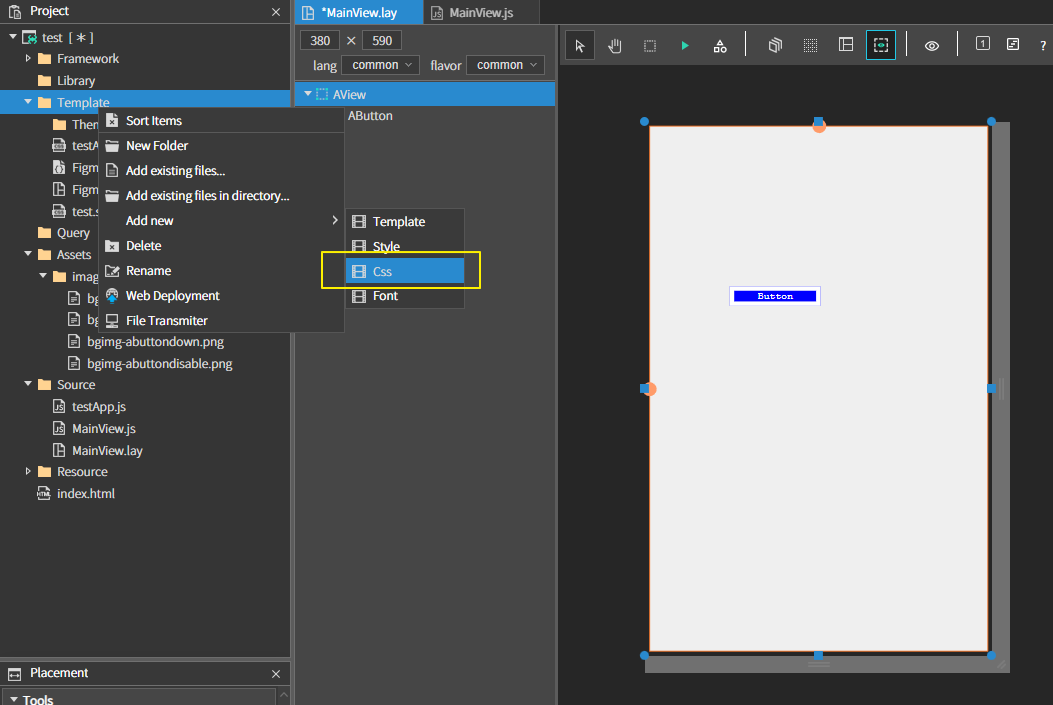 Project
test [ * ]
Framework
Library
Template
Then
testA
Figm
Figm
test.s
Query
Assets
imag
bg
bg
bgimg-abuttondown.png
bgimg-abuttondisable.png
Source
testApp.js
MainView.js
MainView.lay
Resource
index.html
Placement
Tools
Sort Items
New Folder
Add existing files...
Add existing files in directory...
Add new
Delete
Rename
Web Deployment
File Transmiter
Template
Style
Css
Font
*MainView.lay
MainView.js
380 × 590
lang common flavor common
AView
AButton
1
?
Button